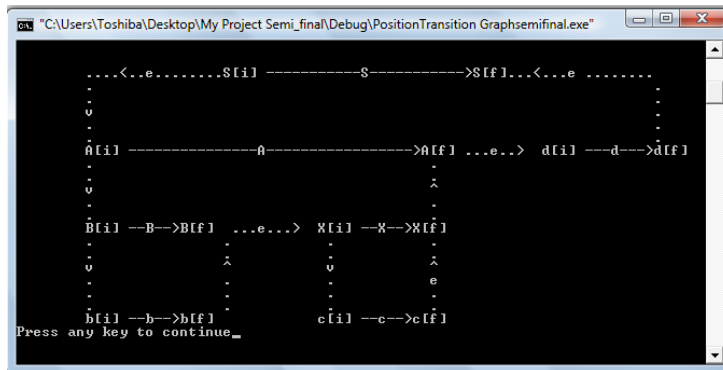 "C:\Users\Toshiba\Desktop\My Project Semi_final\Debug\PositionTransition Graphsemifinal.exe"
....<..e........S[i] -----------S----------->S[f]...<...e ........
. .
. .
v .
. .
A[i] ---------------A----------------->A[f] ...e..> d[i] ---d--->d[f]
. .
v ^
. .
B[i] --B-->B[f] ...e...> X[i] --X-->X[f]
. . . .
v ^ v ^
. . . e
. . . .
b[i] --b-->b[f] c[i] --c-->c[f]
Press any key to continue_